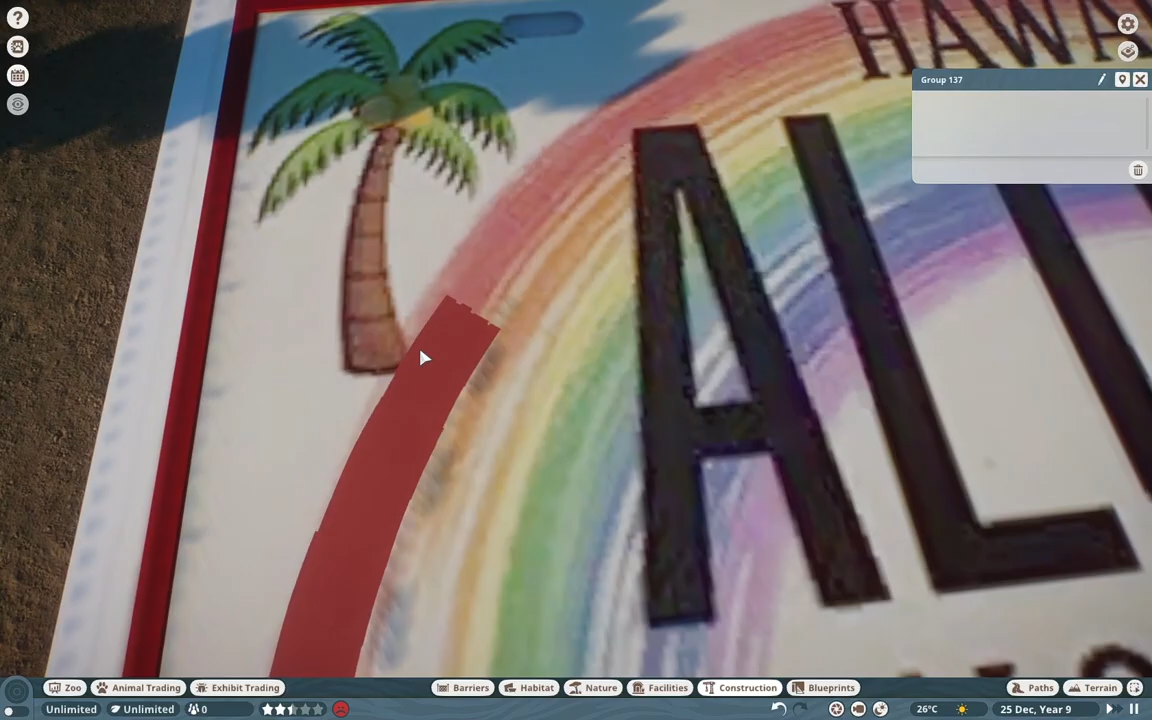 ?
HAWA
Group 137
AL
Zoo
Animal Trading
Exhibit Trading
Barriers
Habitat
Nature
Facilities
Construction
Blueprints
Paths
Terrain
Unlimited
Unlimited
0
26°C
25 Dec, Year 9